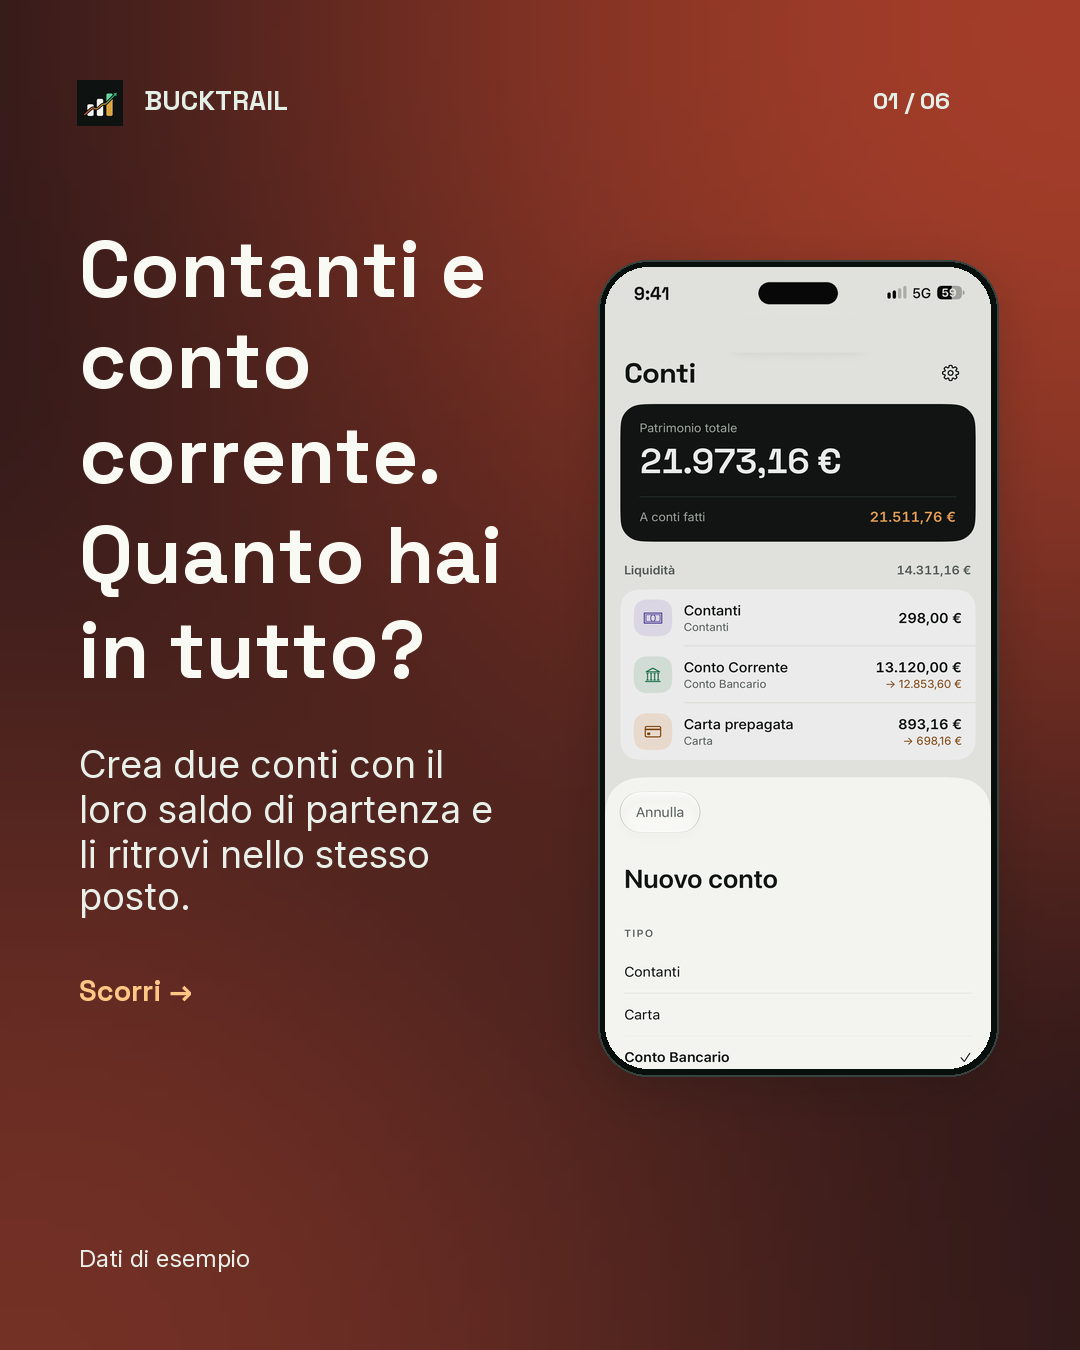 BUCKTRAIL
01 / 06
Contanti e
conto
corrente.
Quanto hai
in tutto?
Crea due conti con il
loro saldo di partenza e
li ritrovi nello stesso
posto.
Scorri →
9:41
5G 59
Conti
Patrimonio totale
21.973,16 €
A conti fatti 21.511,76 €
Liquidità 14.311,16 €
Contanti 298,00 €
Contanti
Conto Corrente 13.120,00 €
Conto Bancario → 12.853,60 €
Carta prepagata 893,16 €
Carta → 698,16 €
Annulla
Nuovo conto
TIPO
Contanti
Carta
Conto Bancario ✓
Dati di esempio